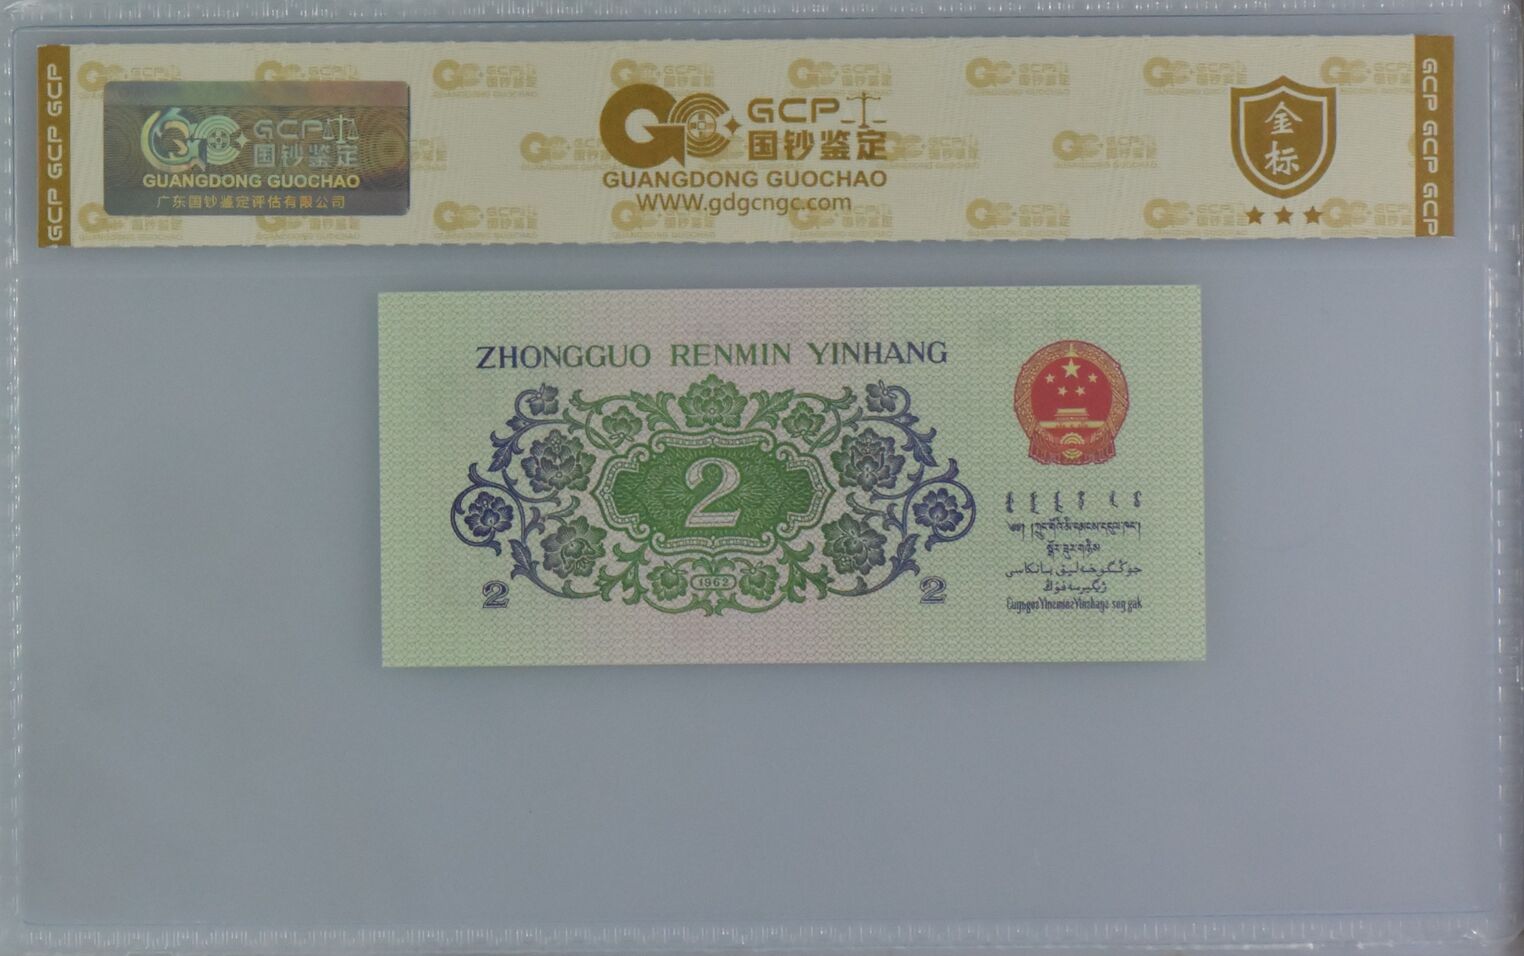 GCP GCP GCP
GCP
国钞鉴定
GUANGDONG GUOCHAO
广东国钞鉴定评估有限公司
GCP
国钞鉴定
GUANGDONG GUOCHAO
WWW.gdgcngc.com
金标
GCP GCP GCP
ZHONGGUO RENMIN YINHANG
2
1962
2
2